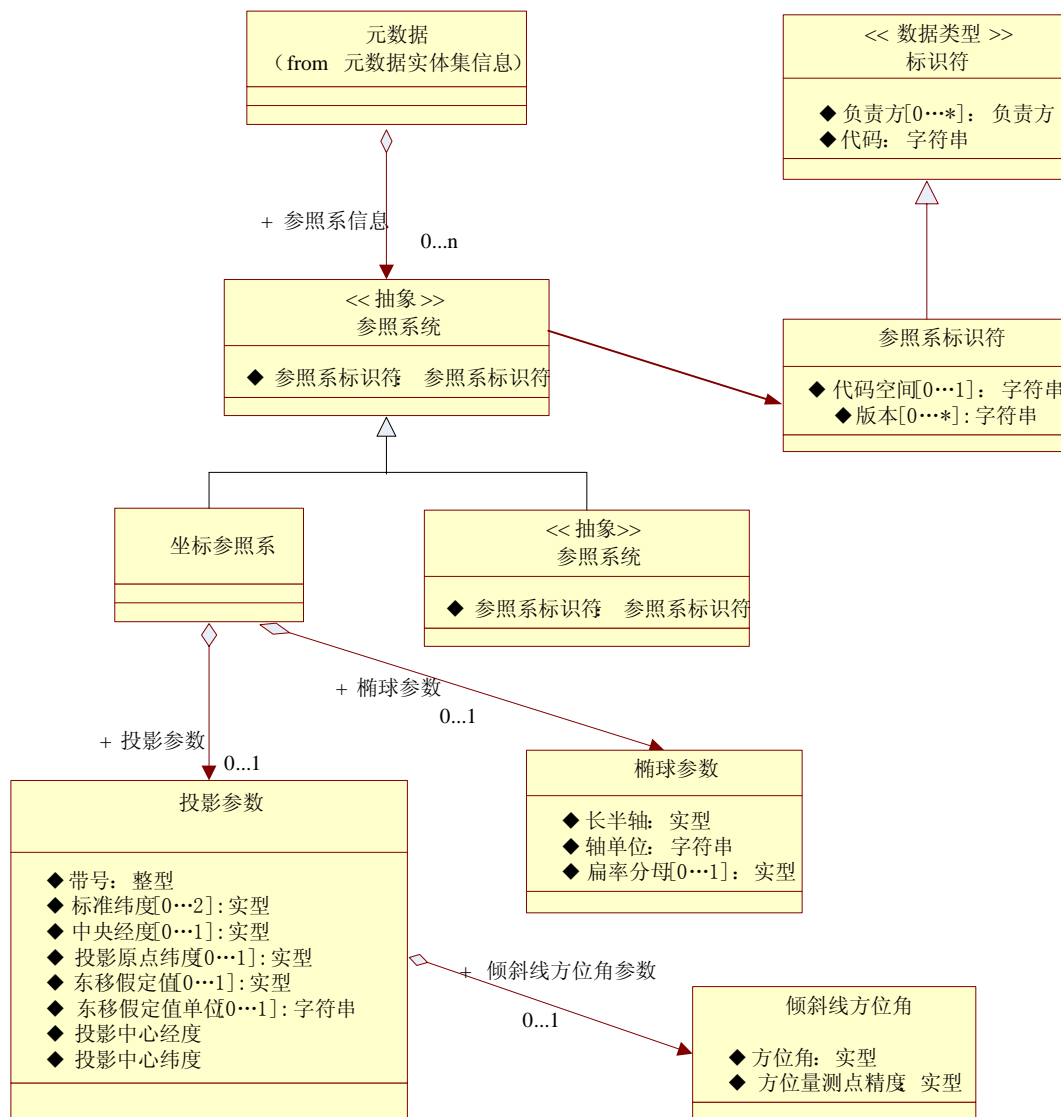 元数据
（from 元数据实体集信息）
<< 数据类型 >>
标识符
◆ 负责方[0…*]： 负责方
◆ 代码： 字符串
+ 参照系信息
0...n
<< 抽象 >>
参照系统
◆ 参照系标识符： 参照系标识符
参照系标识符
◆ 代码空间[0…1]： 字符串
◆ 版本[0…*]：字符串
坐标参照系
<< 抽象>>
参照系统
◆ 参照系标识符： 参照系标识符
+ 椭球参数
0...1
+ 投影参数
0...1
椭球参数
◆ 长半轴： 实型
◆ 轴单位： 字符串
◆ 扁率分母[0…1]： 实型
投影参数
◆ 带号： 整型
◆ 标准纬度[0…2]：实型
◆ 中央经度[0…1]：实型
◆ 投影原点纬度[0…1]：实型
◆ 东移假定值[0…1]：实型
◆ 东移假定值单位[0…1]：字符串
◆ 投影中心经度
◆ 投影中心纬度
+ 倾斜线方位角参数
0...1
倾斜线方位角
◆ 方位角： 实型
◆ 方位量测点精度： 实型